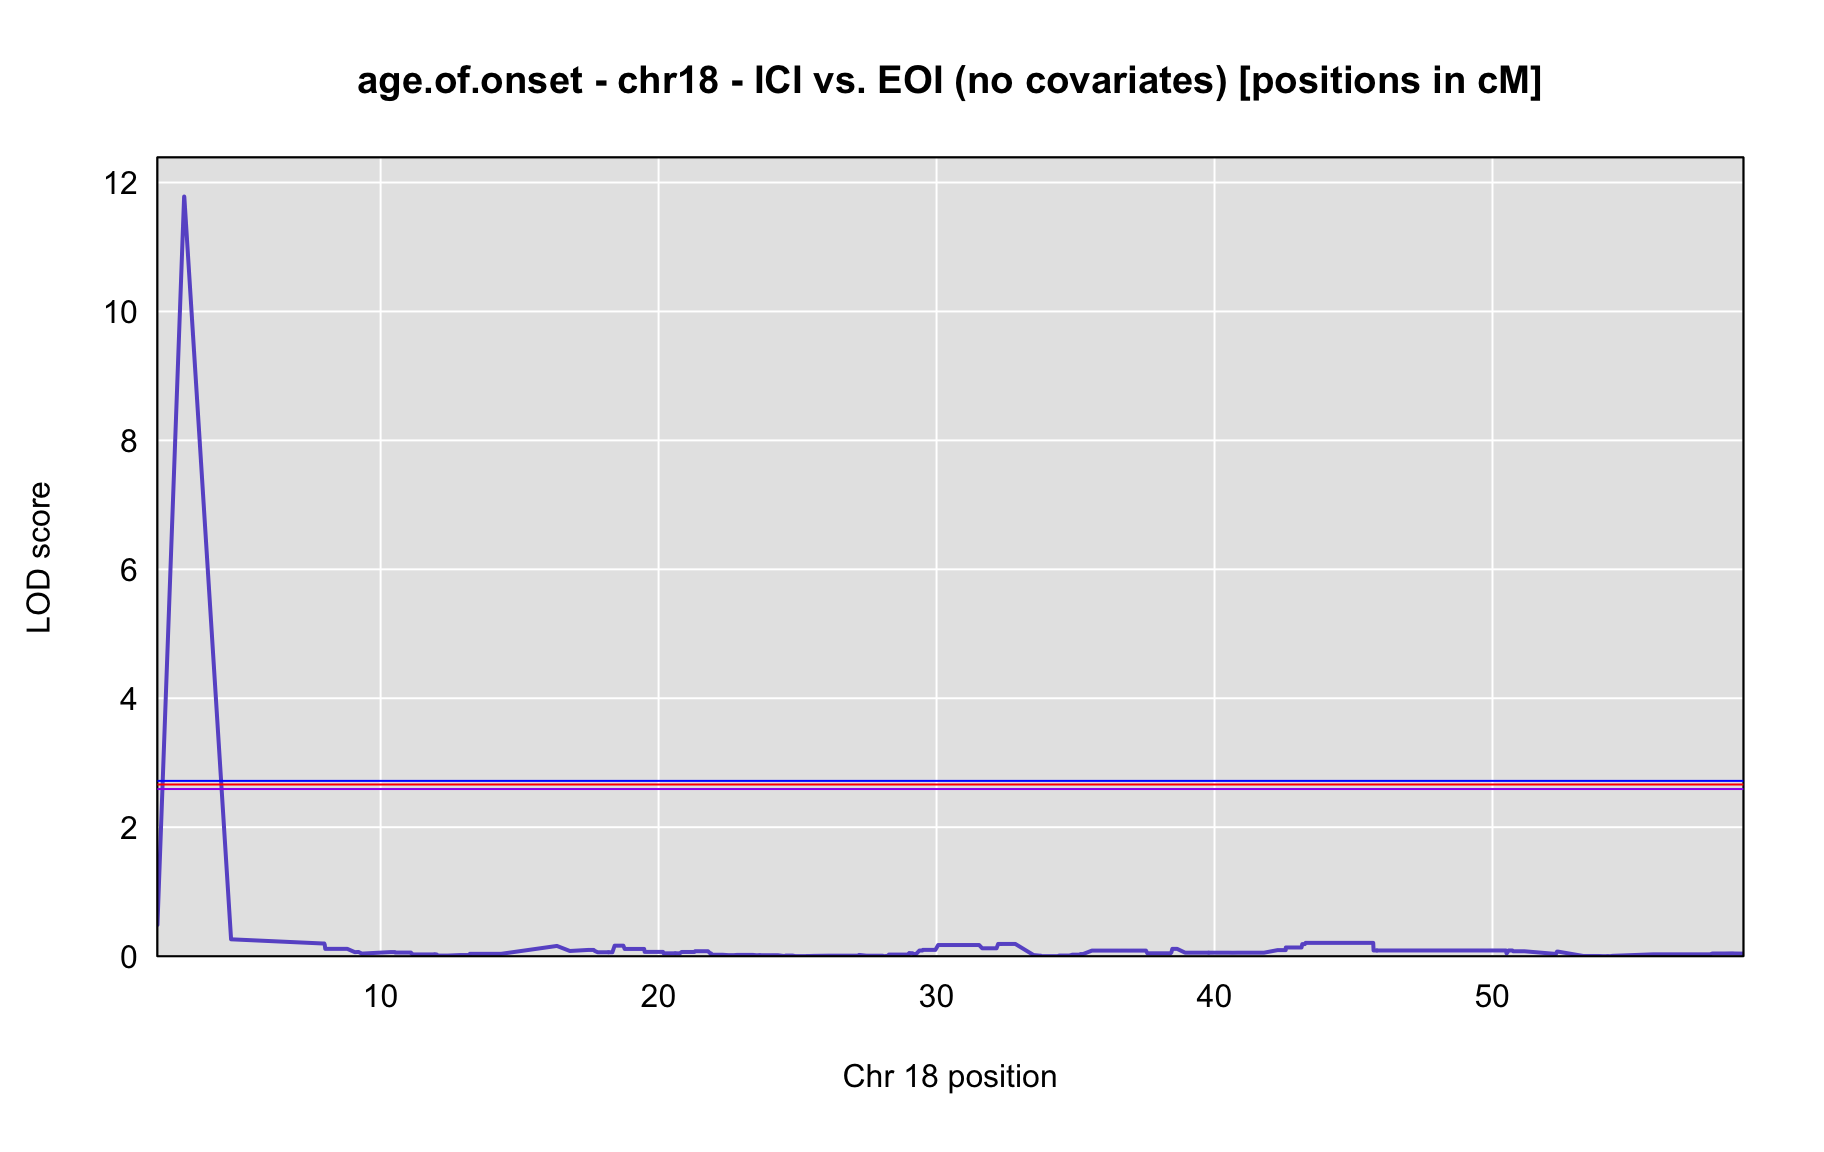 age.of.onset - chr18 - ICI vs. EOI (no covariates) [positions in cM]
12
10
8
6
4
2
0
LOD score
10 20 30 40 50
Chr 18 position